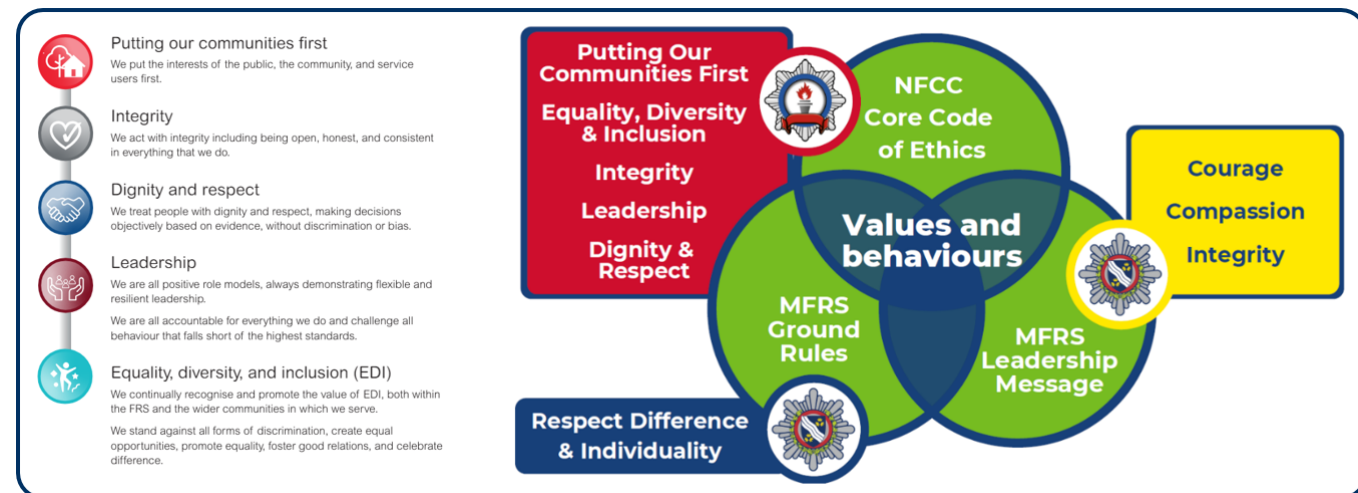 Putting our communities first
We put the interests of the public, the community, and service
users first.
Integrity
We act with integrity including being open, honest, and consistent
in everything that we do.
Dignity and respect
We treat people with dignity and respect, making decisions
objectively based on evidence, without discrimination or bias.
Leadership
We are all positive role models, always demonstrating flexible and
resilient leadership.
We are all accountable for everything we do and challenge all
behaviour that falls short of the highest standards.
Equality, diversity, and inclusion (EDI)
We continually recognise and promote the value of EDI, both within
the FRS and the wider communities in which we serve.
We stand against all forms of discrimination, create equal
opportunities, promote equality, foster good relations, and celebrate
difference.
Putting Our
Communities First
Equality, Diversity
& Inclusion
Integrity
Leadership
Dignity &
Respect
NFCC
Core Code
of Ethics
Values and
behaviours
MFRS
Ground
Rules
MFRS
Leadership
Message
Courage
Compassion
Integrity
Respect Difference
& Individuality